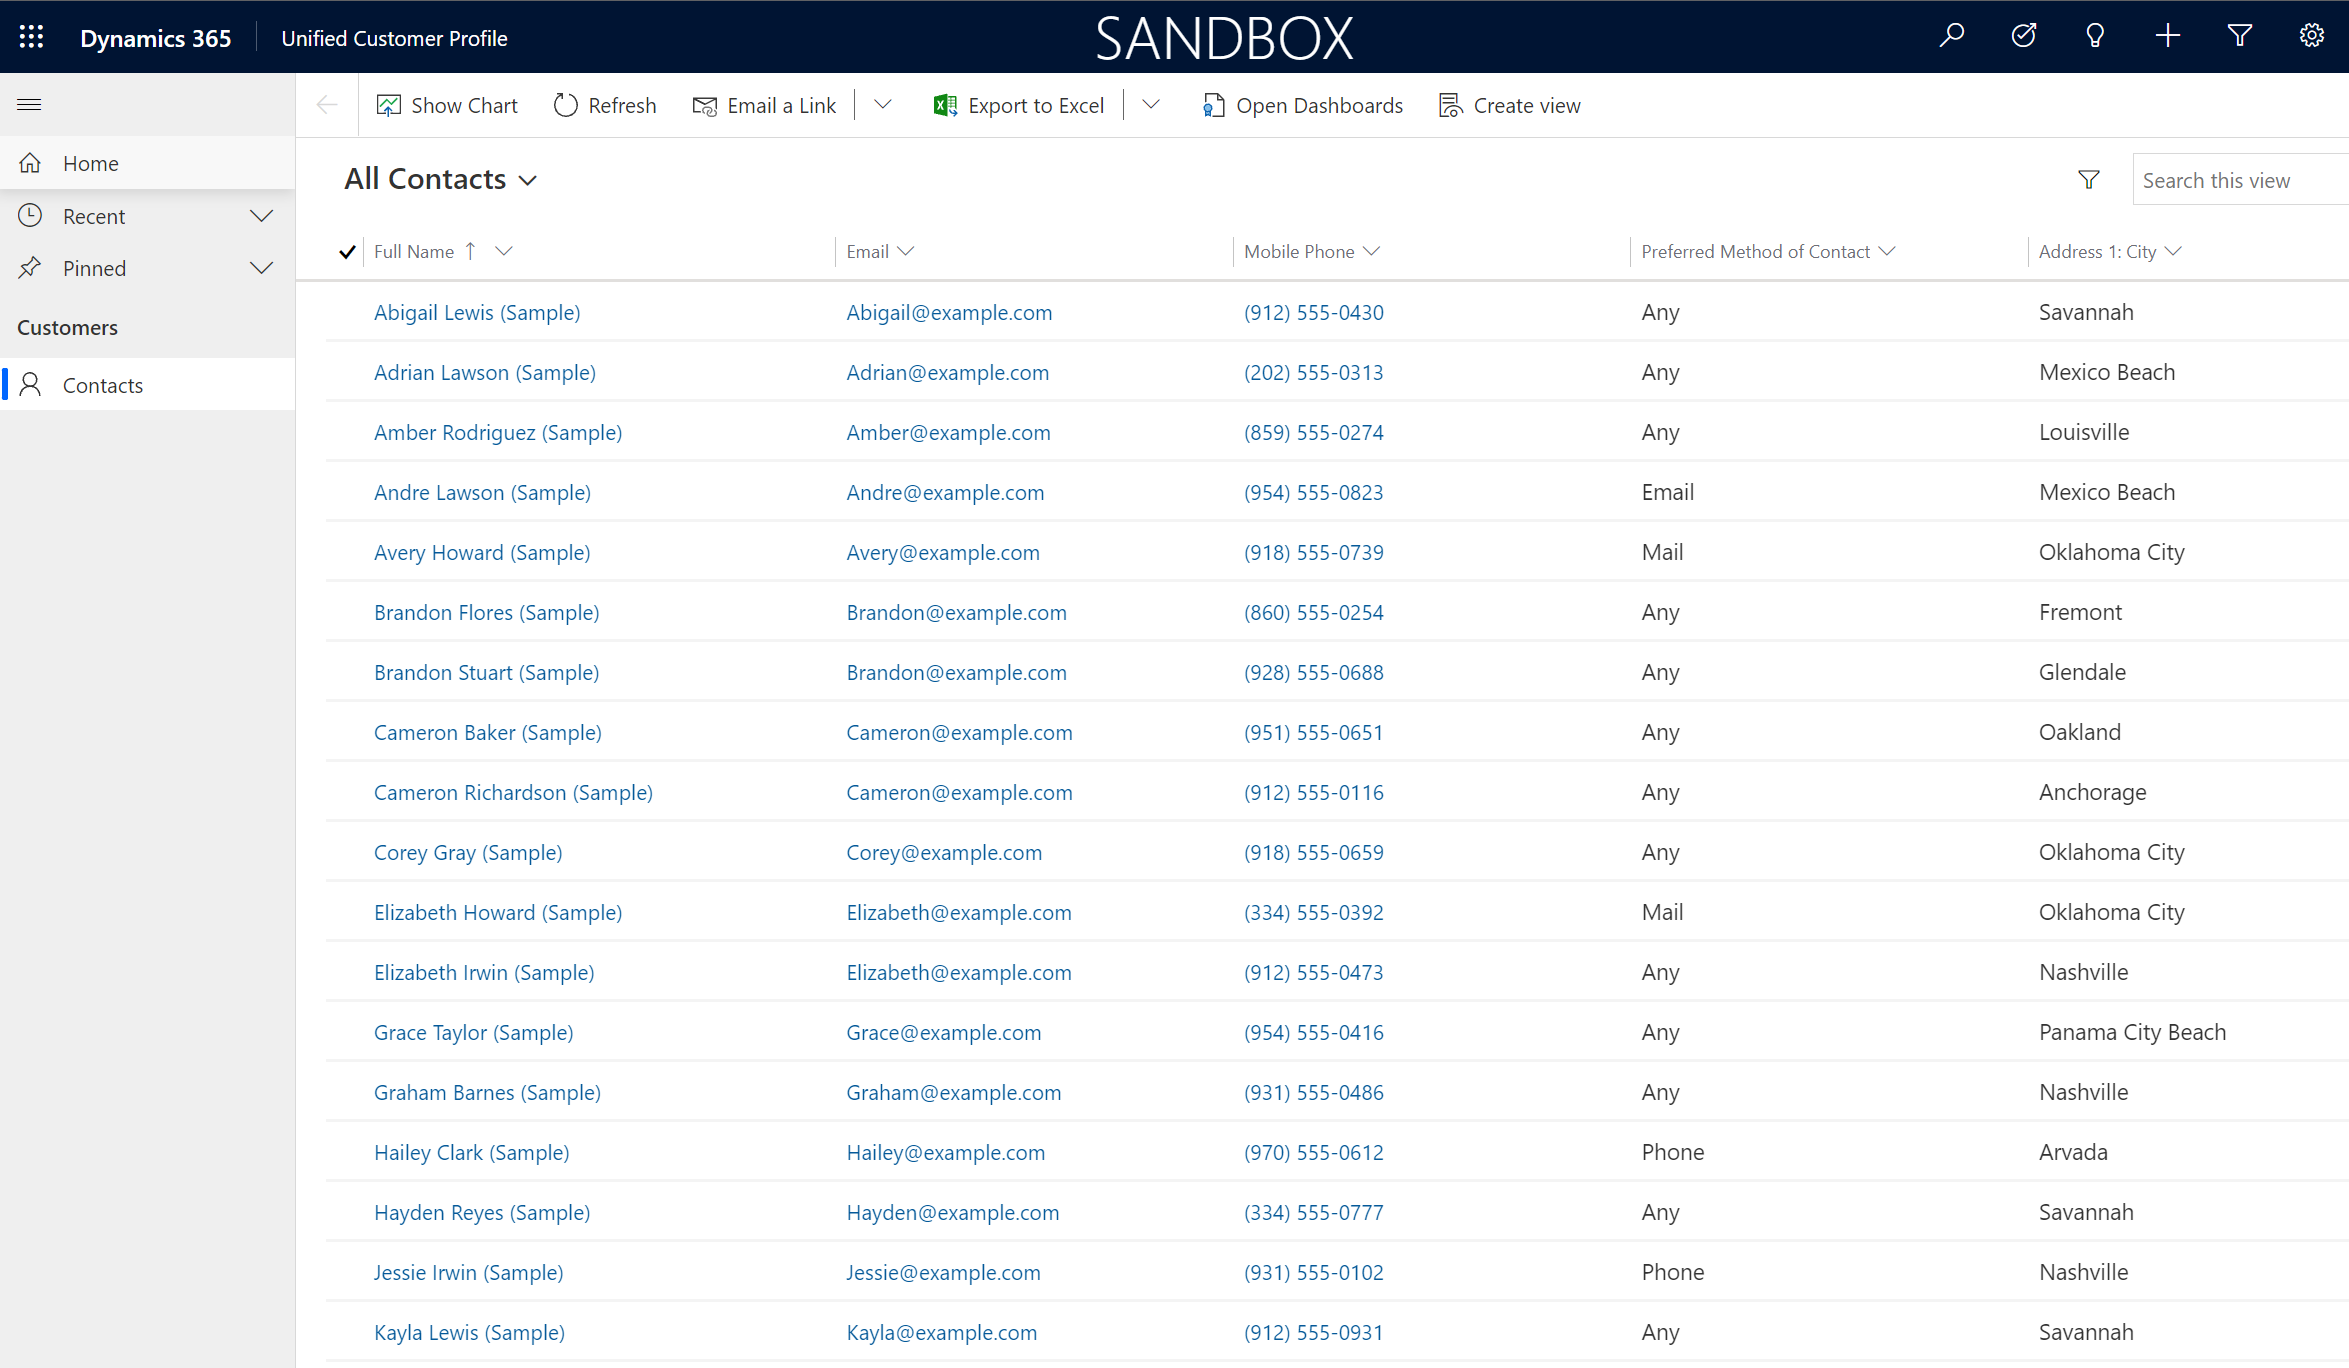 Dynamics 365 Unified Customer Profile SANDBOX
Show Chart Refresh Email a Link Export to Excel Open Dashboards Create view
Home
Recent
Pinned
Customers
Contacts
All Contacts Search this view
Full Name Email Mobile Phone Preferred Method of Contact Address 1: City
Abigail Lewis (Sample) Abigail@example.com (912) 555-0430 Any Savannah
Adrian Lawson (Sample) Adrian@example.com (202) 555-0313 Any Mexico Beach
Amber Rodriguez (Sample) Amber@example.com (859) 555-0274 Any Louisville
Andre Lawson (Sample) Andre@example.com (954) 555-0823 Email Mexico Beach
Avery Howard (Sample) Avery@example.com (918) 555-0739 Mail Oklahoma City
Brandon Flores (Sample) Brandon@example.com (860) 555-0254 Any Fremont
Brandon Stuart (Sample) Brandon@example.com (928) 555-0688 Any Glendale
Cameron Baker (Sample) Cameron@example.com (951) 555-0651 Any Oakland
Cameron Richardson (Sample) Cameron@example.com (912) 555-0116 Any Anchorage
Corey Gray (Sample) Corey@example.com (918) 555-0659 Any Oklahoma City
Elizabeth Howard (Sample) Elizabeth@example.com (334) 555-0392 Mail Oklahoma City
Elizabeth Irwin (Sample) Elizabeth@example.com (912) 555-0473 Any Nashville
Grace Taylor (Sample) Grace@example.com (954) 555-0416 Any Panama City Beach
Graham Barnes (Sample) Graham@example.com (931) 555-0486 Any Nashville
Hailey Clark (Sample) Hailey@example.com (970) 555-0612 Phone Arvada
Hayden Reyes (Sample) Hayden@example.com (334) 555-0777 Any Savannah
Jessie Irwin (Sample) Jessie@example.com (931) 555-0102 Phone Nashville
Kayla Lewis (Sample) Kayla@example.com (912) 555-0931 Any Savannah